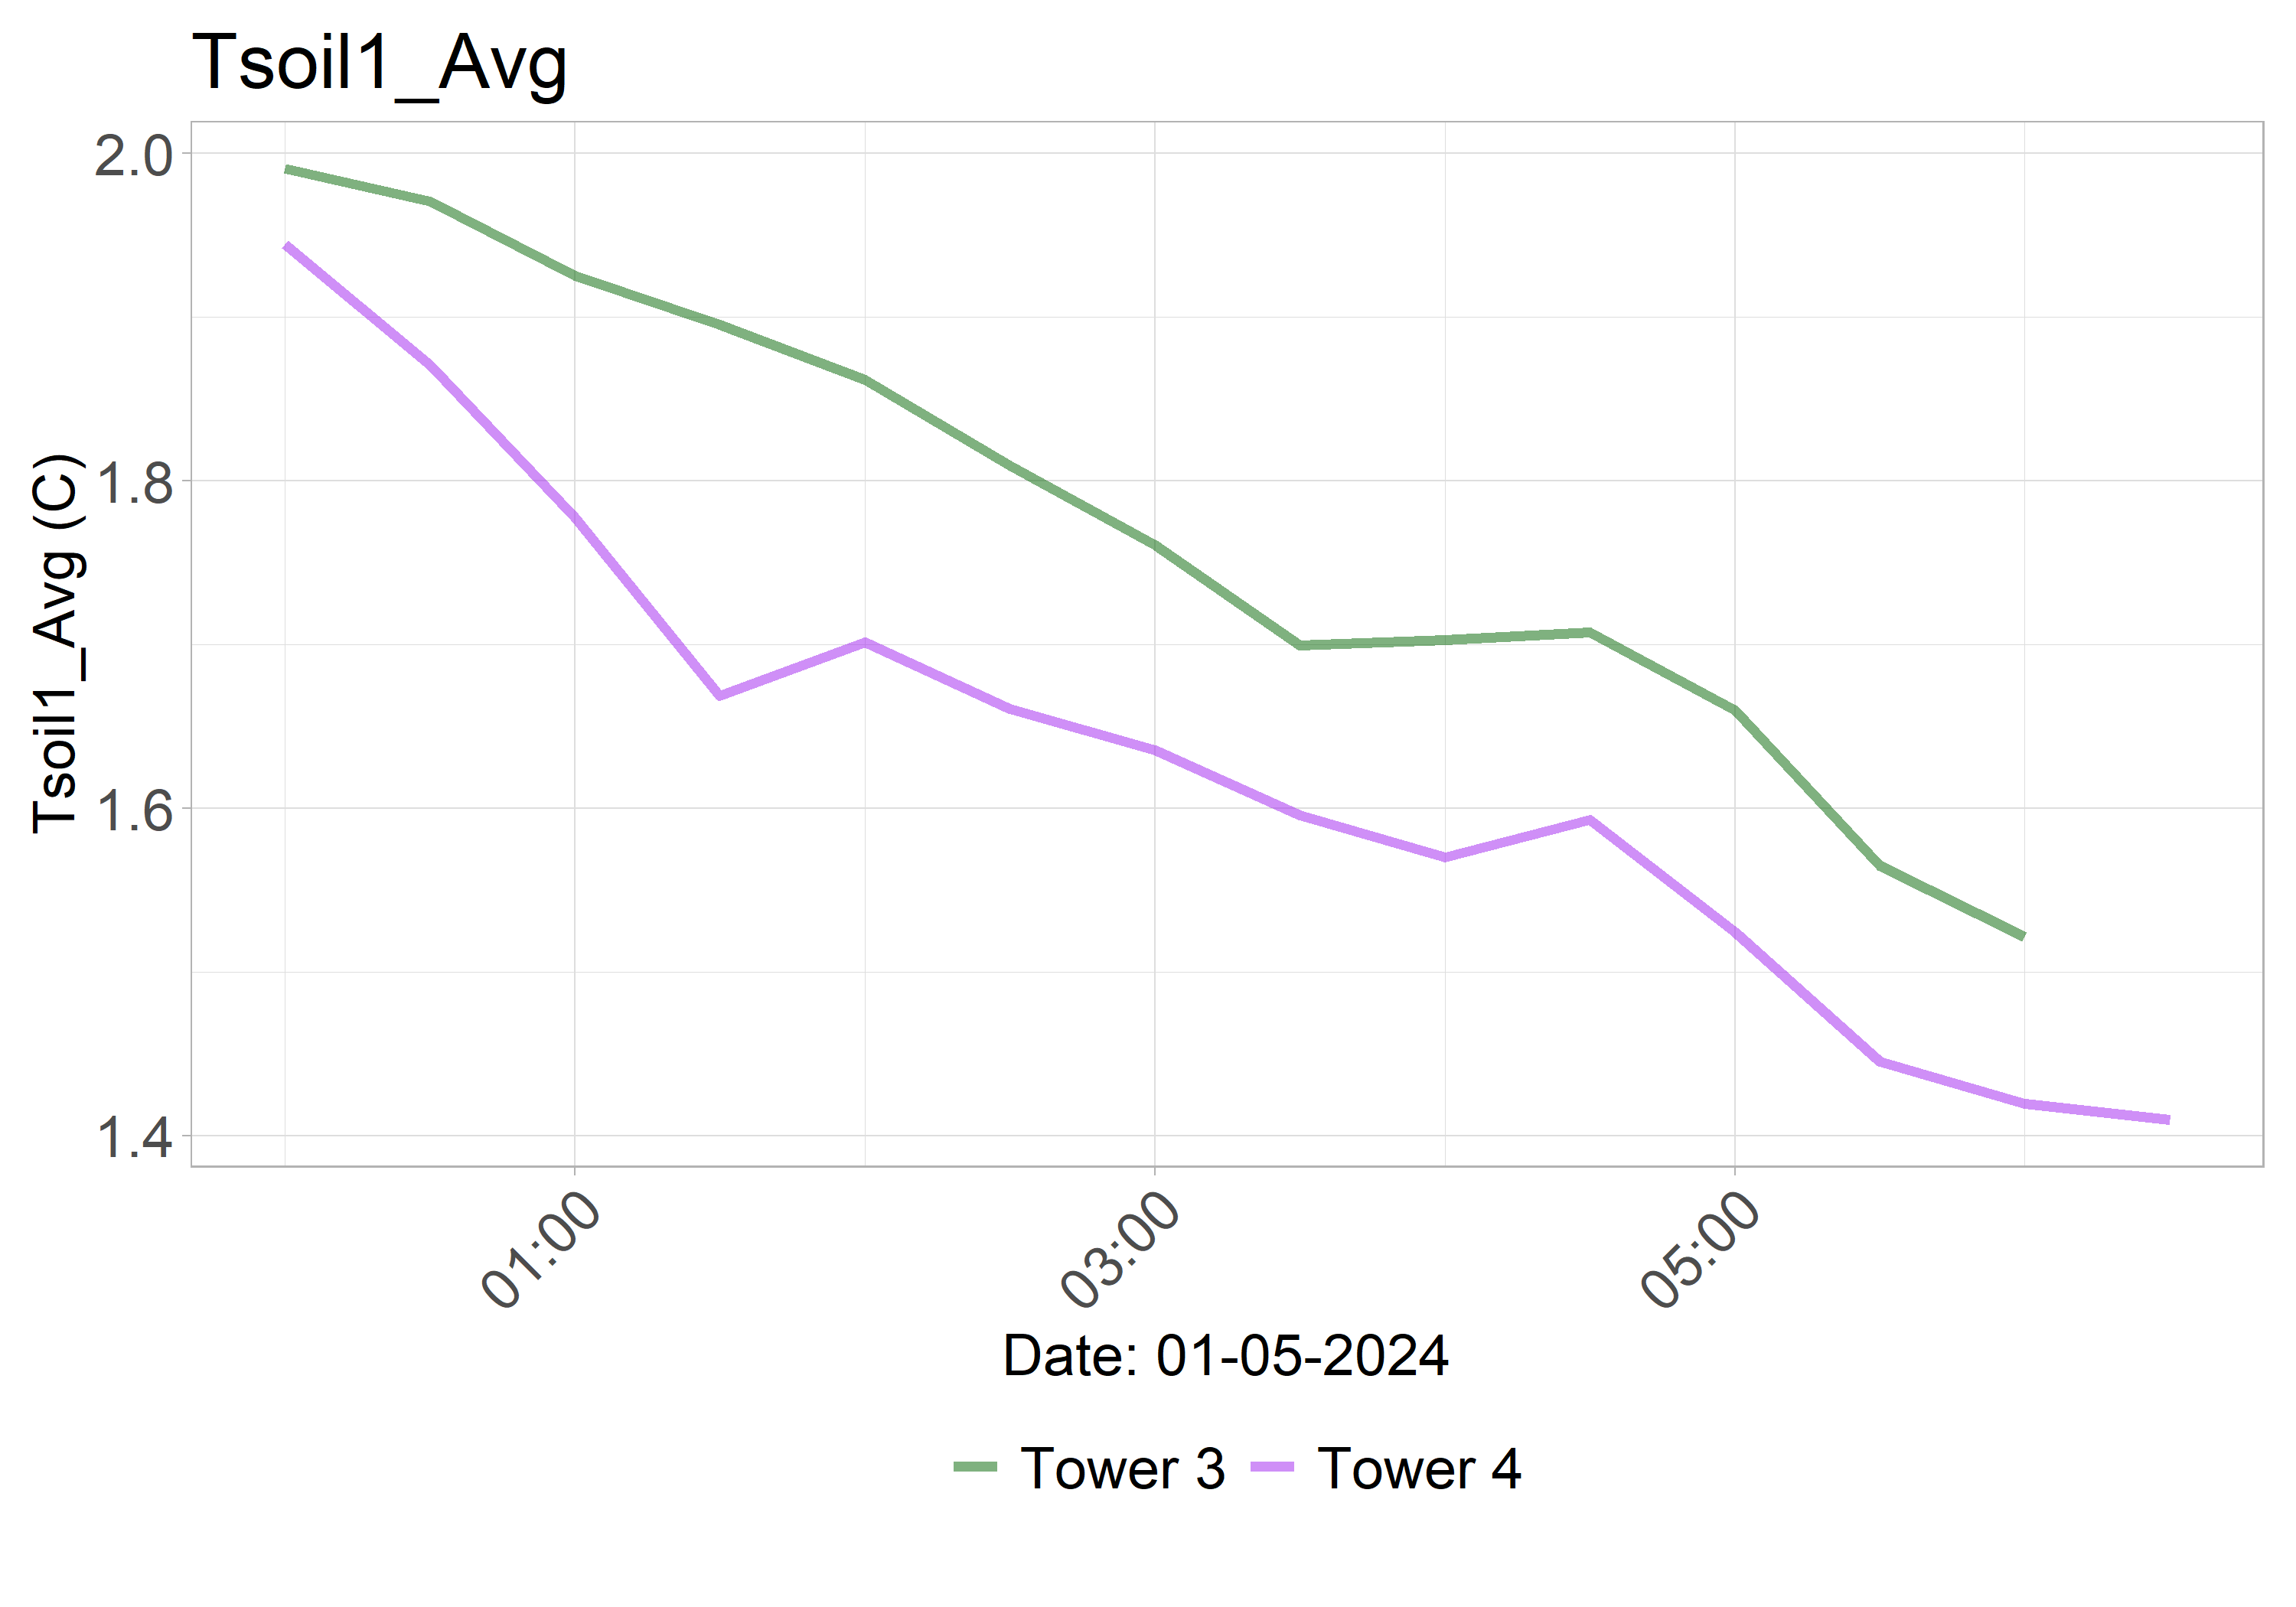 Tsoil1_Avg
Tsoil1_Avg (C)
2.0
1.8
1.6
1.4
01:00
03:00
05:00
Date: 01-05-2024
Tower 3
Tower 4